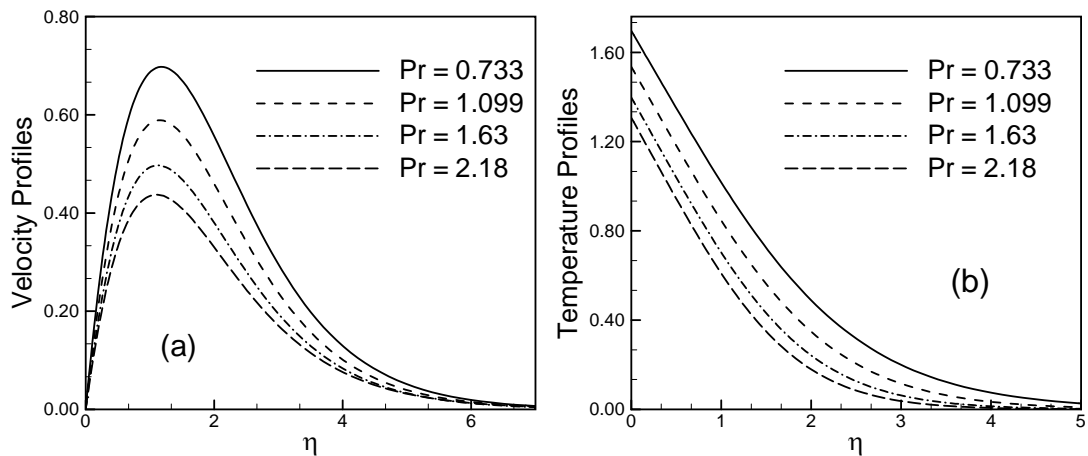 0.80
0.60
0.40
0.20
0.00
Velocity Profiles
Pr = 0.733
Pr = 1.099
Pr = 1.63
Pr = 2.18
(a)
0 2 4 6
η
1.60
1.20
0.80
0.40
0.00
Temperature Profiles
Pr = 0.733
Pr = 1.099
Pr = 1.63
Pr = 2.18
(b)
0 1 2 3 4 5
η